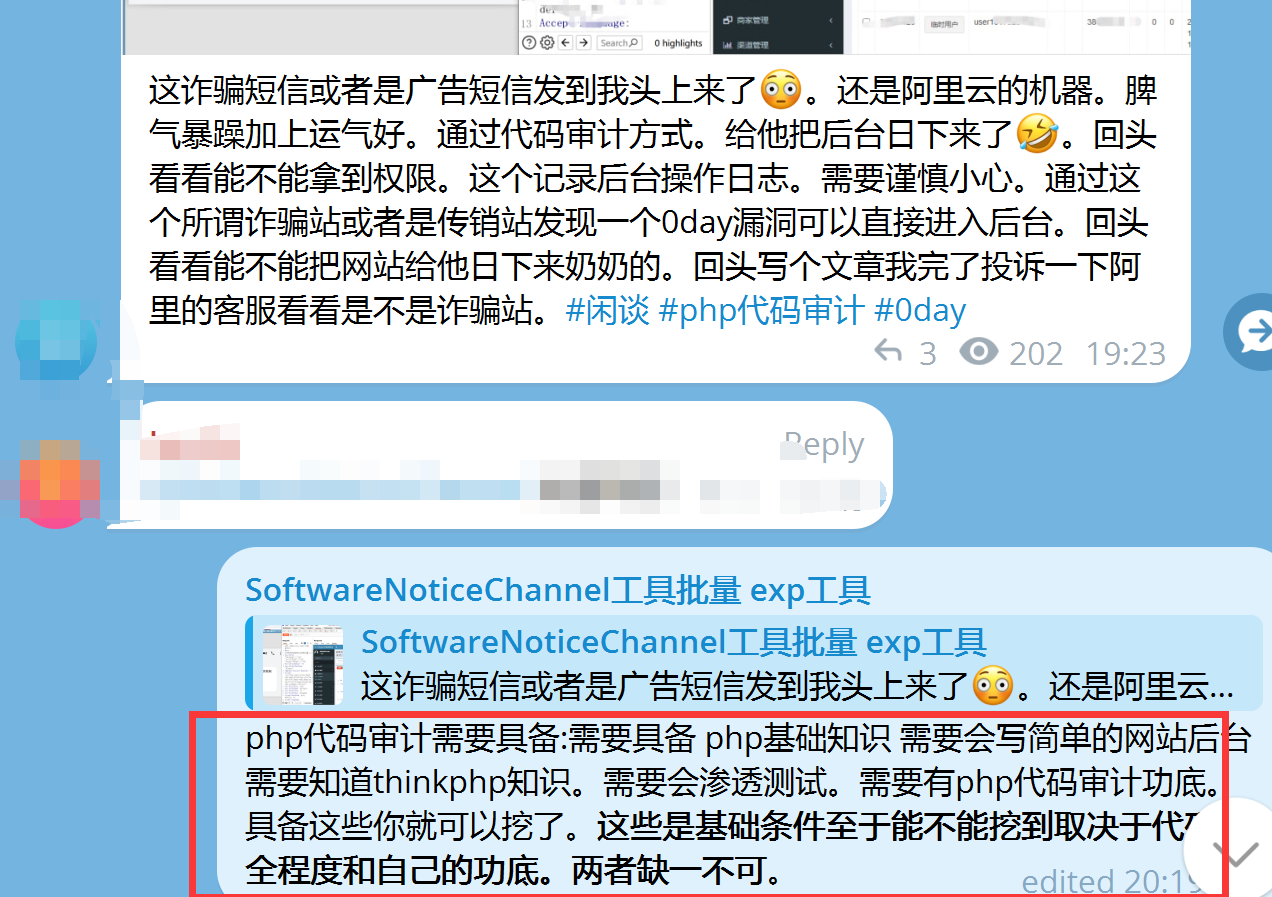 13 Accept-Language:
Search
0 highlights
商家管理
渠道管理
临时用户
0 0
这诈骗短信或者是广告短信发到我头上来了😳。还是阿里云的机器。脾
气暴躁加上运气好。通过代码审计方式。给他把后台日下来了🤣。回头
看看能不能拿到权限。这个记录后台操作日志。需要谨慎小心。通过这
个所谓诈骗站或者是传销站发现一个0day漏洞可以直接进入后台。回头
看看能不能把网站给他日下来奶奶的。回头写个文章我完了投诉一下阿
里的客服看看是不是诈骗站。#闲谈 #php代码审计 #0day
3 202 19:23
Reply
SoftwareNoticeChannel工具批量 exp工具
SoftwareNoticeChannel工具批量 exp工具
这诈骗短信或者是广告短信发到我头上来了😳。还是阿里云...
php代码审计需要具备:需要具备 php基础知识 需要会写简单的网站后台
需要知道thinkphp知识。需要会渗透测试。需要有php代码审计功底。
具备这些你就可以挖了。这些是基础条件至于能不能挖到取决于代
全程度和自己的功底。两者缺一不可。
edited 20:19